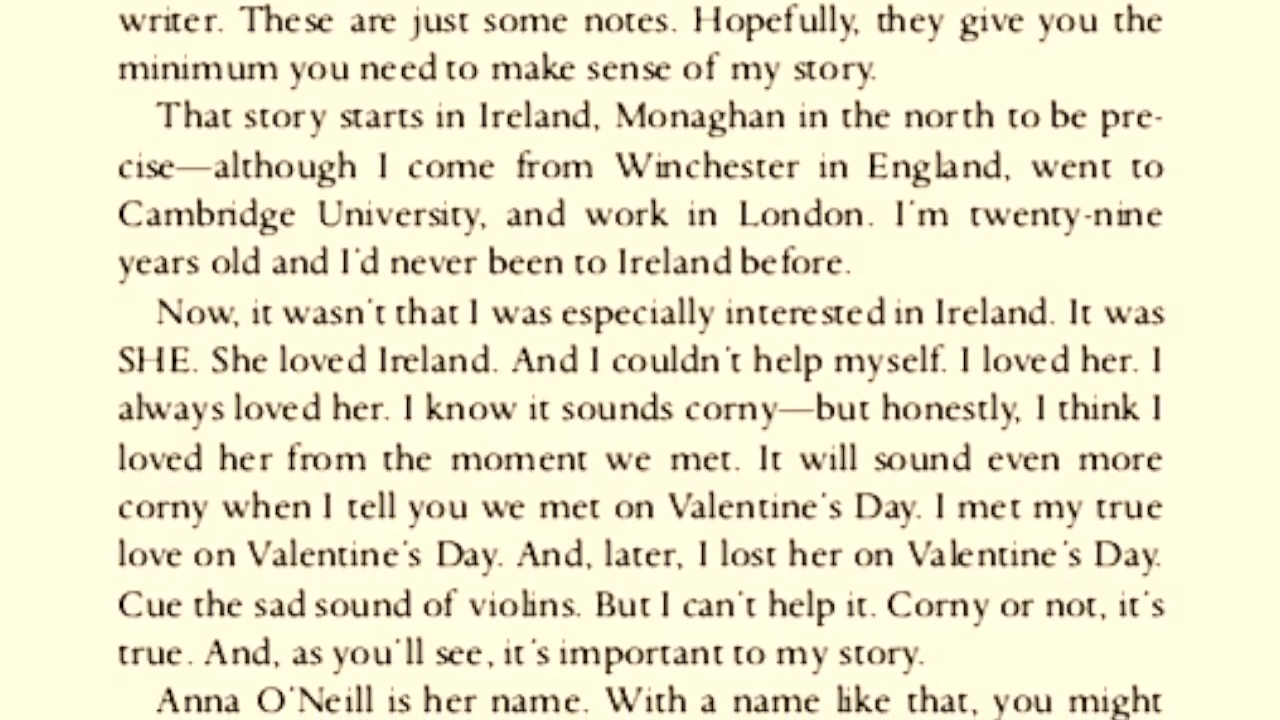 writer. These are just some notes. Hopefully, they give you the
minimum you need to make sense of my story.
That story starts in Ireland, Monaghan in the north to be pre-
cise—although I come from Winchester in England, went to
Cambridge University, and work in London. I'm twenty-nine
years old and I'd never been to Ireland before.
Now, it wasn't that I was especially interested in Ireland. It was
SHE. She loved Ireland. And I couldn't help myself. I loved her. I
always loved her. I know it sounds corny—but honestly, I think I
loved her from the moment we met. It will sound even more
corny when I tell you we met on Valentine's Day. I met my true
love on Valentine's Day. And, later, I lost her on Valentine's Day.
Cue the sad sound of violins. But I can't help it. Corny or not, it's
true. And, as you'll see, it's important to my story.
Anna O'Neill is her name. With a name like that, you might